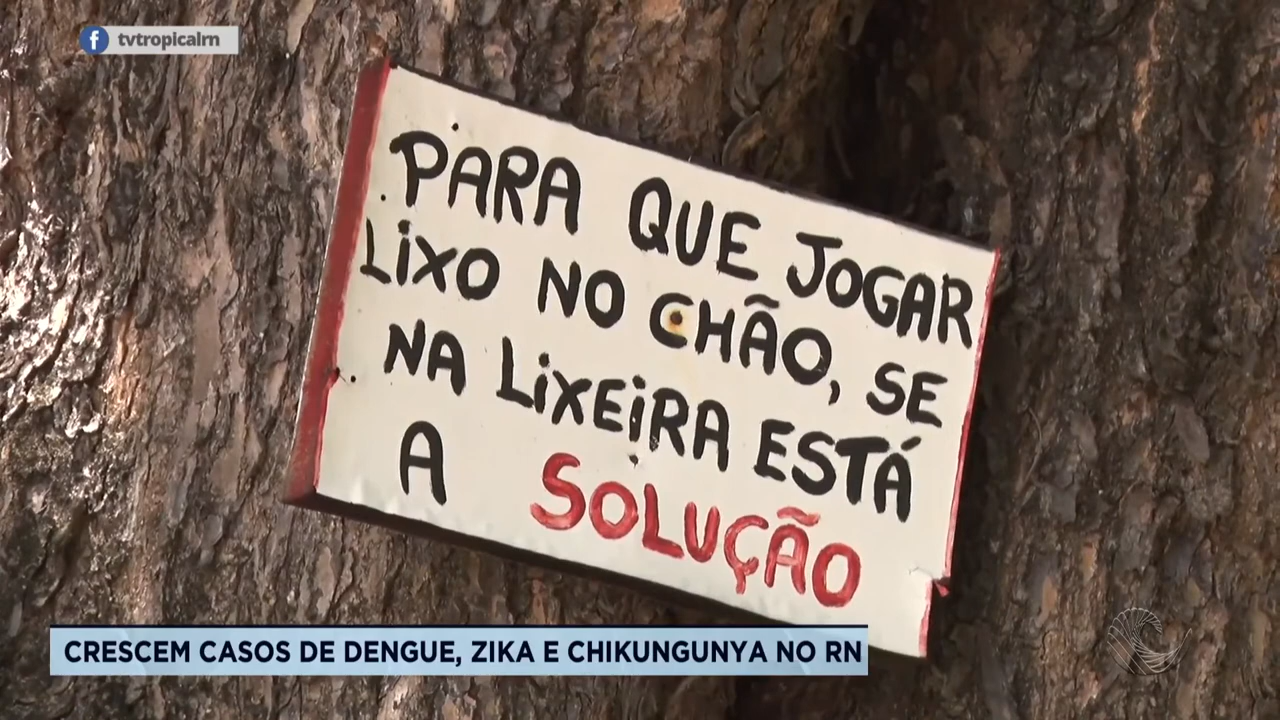 tvtropicalrn
PARA QUE JOGAR
LiXO NO CHÃO, SE
NA LiXEiRA ESTÁ
A SOLUÇÃO
CRESCEM CASOS DE DENGUE, ZIKA E CHIKUNGUNYA NO RN